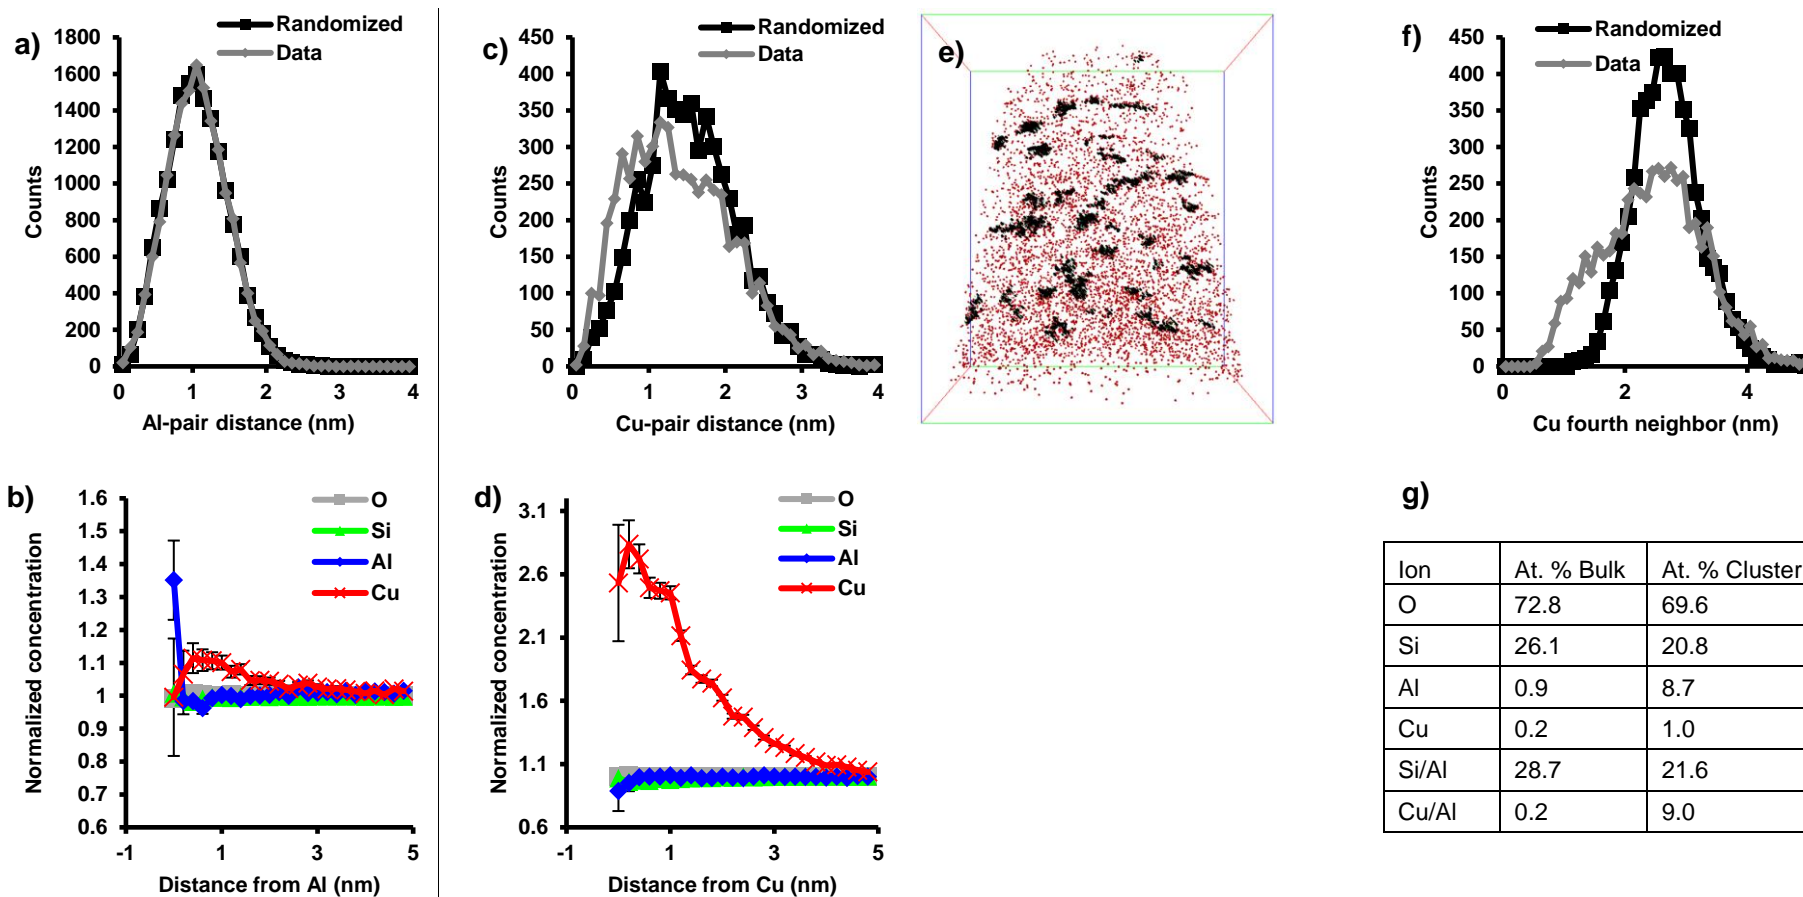 a)
Randomized
Data
1800
1600
1400
1200
1000
800
600
400
200
0
Counts
0 1 2 3 4
Al-pair distance (nm)
c)
Randomized
Data
450
400
350
300
250
200
150
100
50
0
Counts
0 1 2 3 4
Cu-pair distance (nm)
e)
f)
Randomized
Data
450
400
350
300
250
200
150
100
50
0
Counts
0 2 4
Cu fourth neighbor (nm)
b)
O
Si
Al
Cu
1.6
1.5
1.4
1.3
1.2
1.1
1
0.9
0.8
0.7
0.6
Normalized concentration
-1 1 3 5
Distance from Al (nm)
d)
O
Si
Al
Cu
3.1
2.6
2.1
1.6
1.1
0.6
Normalized concentration
-1 1 3 5
Distance from Cu (nm)
g)
Ion At. % Bulk At. % Cluster
O 72.8 69.6
Si 26.1 20.8
Al 0.9 8.7
Cu 0.2 1.0
Si/Al 28.7 21.6
Cu/Al 0.2 9.0